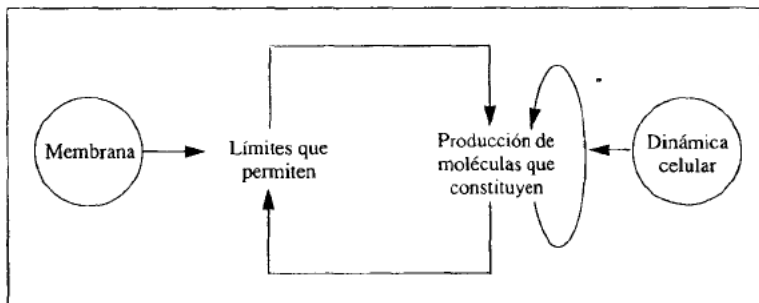 Membrana
Límites que
permiten
Producción de
moléculas que
constituyen
Dinámica
celular